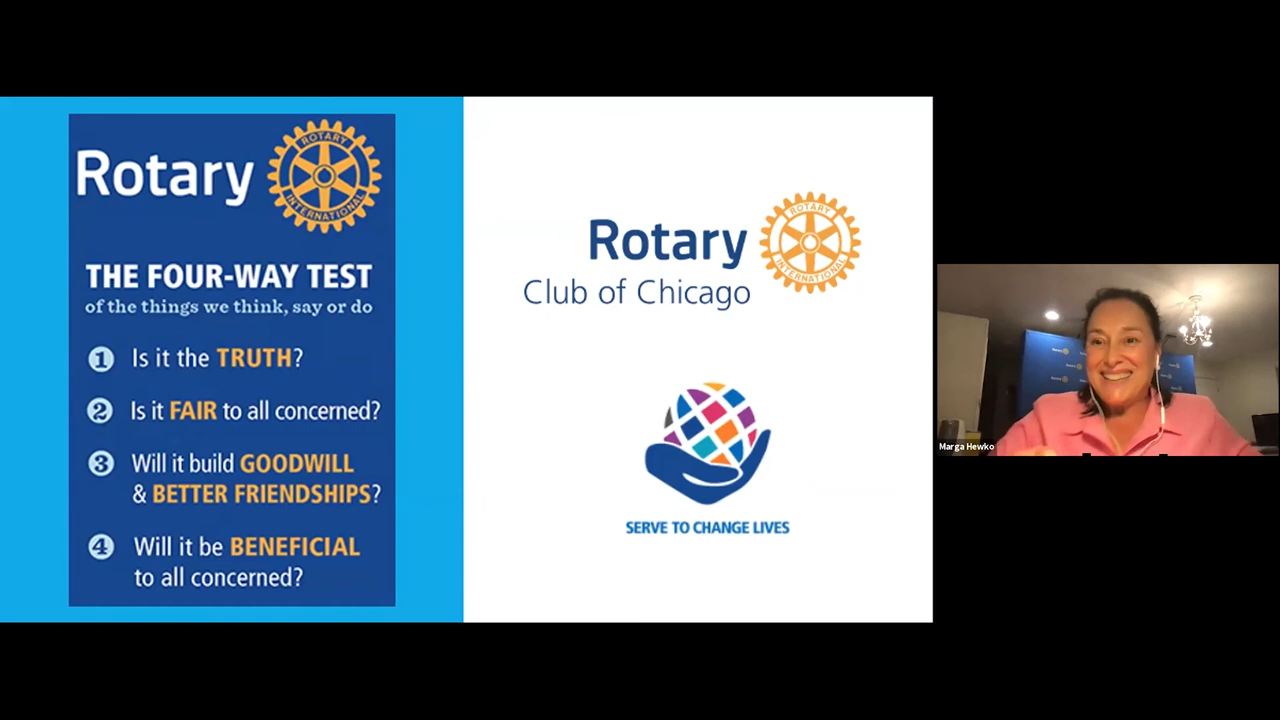 Rotary
ROTARY
INTERNATIONAL
THE FOUR-WAY TEST
of the things we think, say or do
1 Is it the TRUTH?
2 Is it FAIR to all concerned?
3 Will it build GOODWILL
& BETTER FRIENDSHIPS?
4 Will it be BENEFICIAL
to all concerned?
Rotary
Club of Chicago
ROTARY
INTERNATIONAL
SERVE TO CHANGE LIVES
Marga Hewko